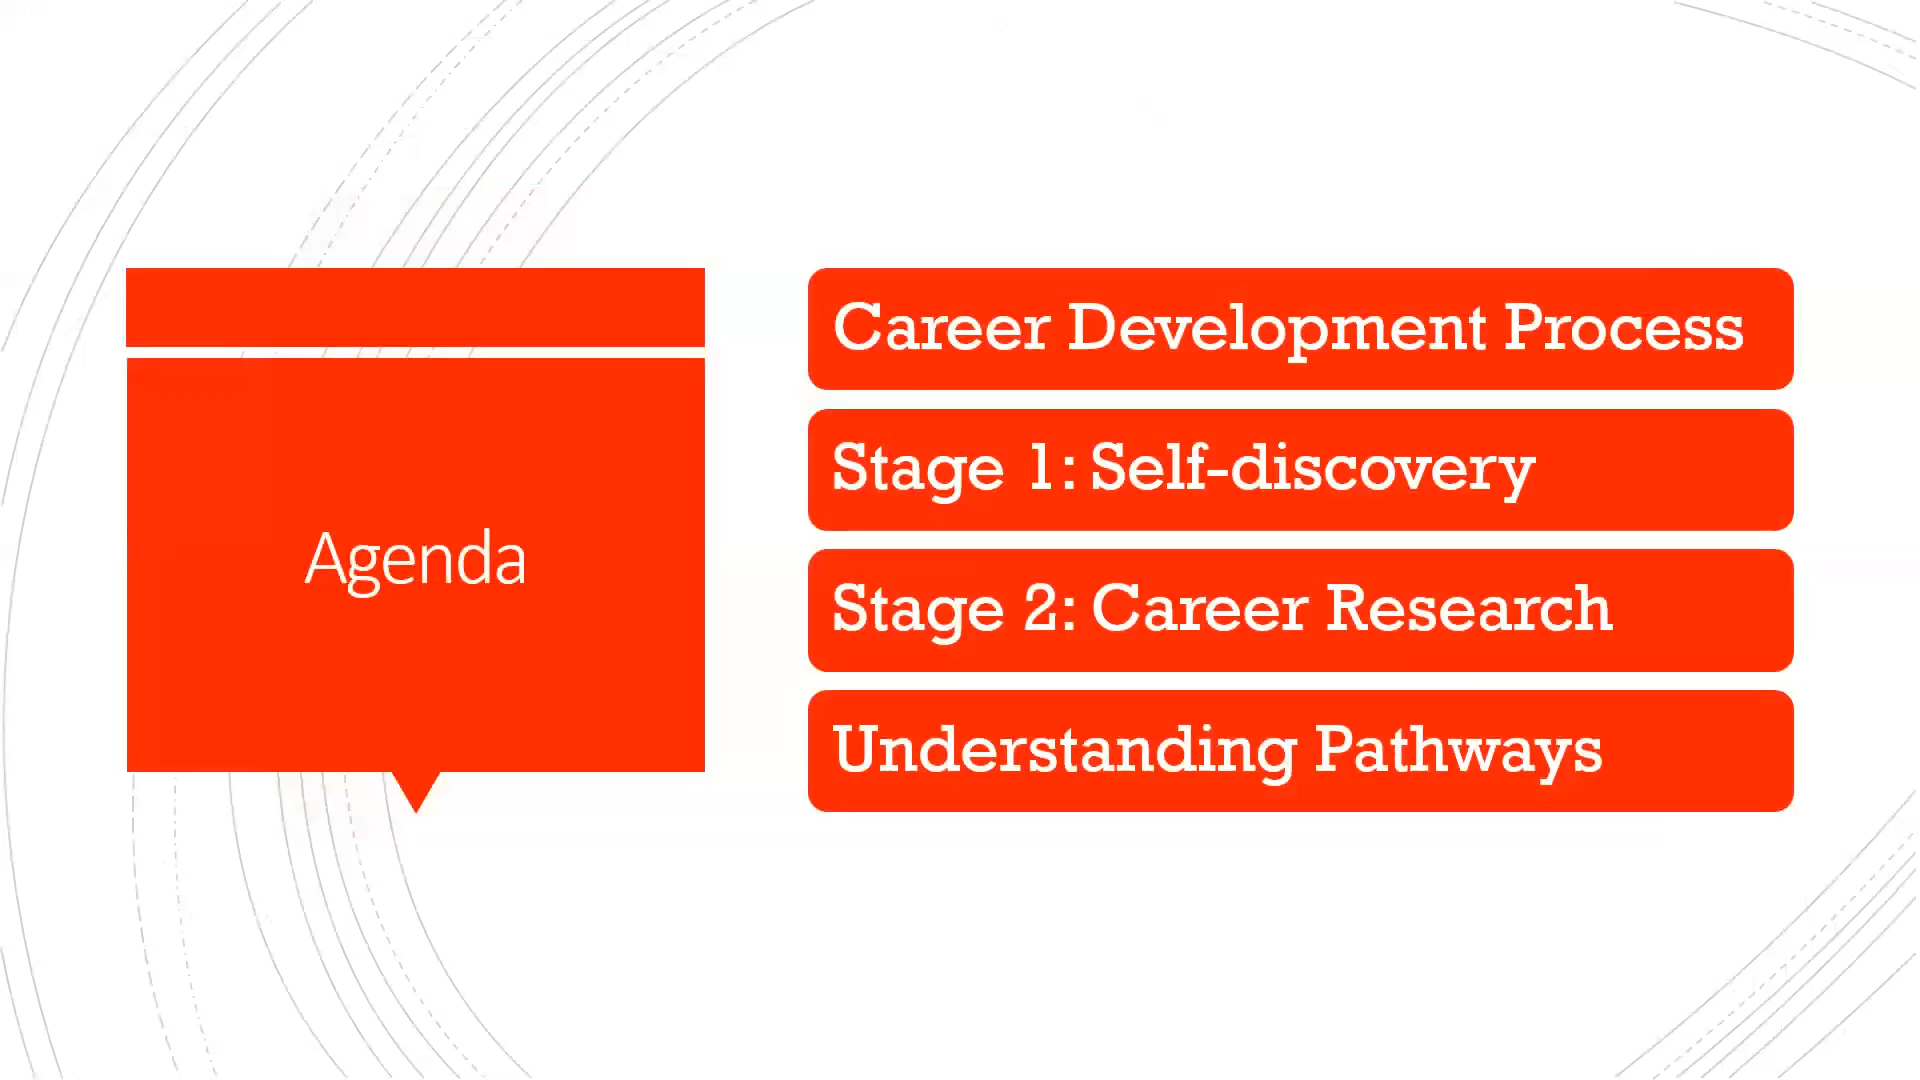 Agenda
Career Development Process
Stage 1: Self-discovery
Stage 2: Career Research
Understanding Pathways